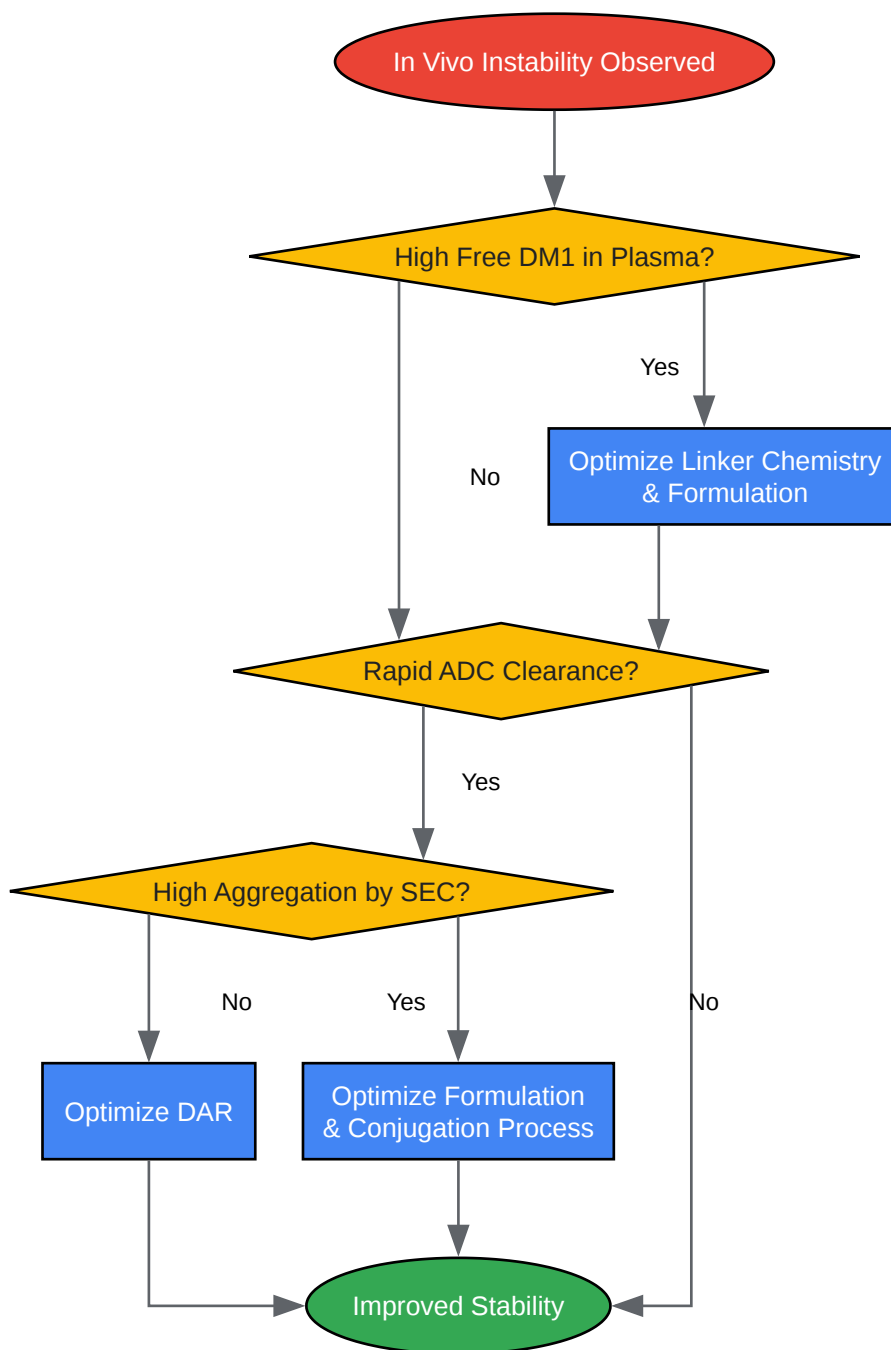 In Vivo Instability Observed
High Free DM1 in Plasma?
Yes
Optimize Linker Chemistry
& Formulation
No
Rapid ADC Clearance?
Yes
High Aggregation by SEC?
No
Yes
No
Optimize DAR
Optimize Formulation
& Conjugation Process
Improved Stability